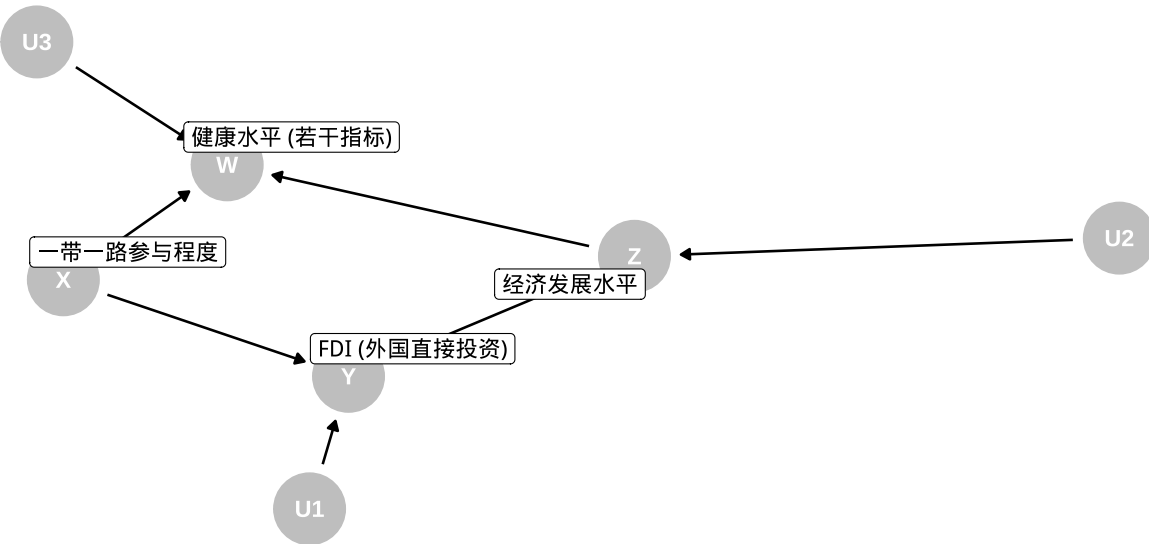 U3
健康水平 (若干指标)
W
一带一路参与程度
X
Z
U2
经济发展水平
FDI (外国直接投资)
Y
U1